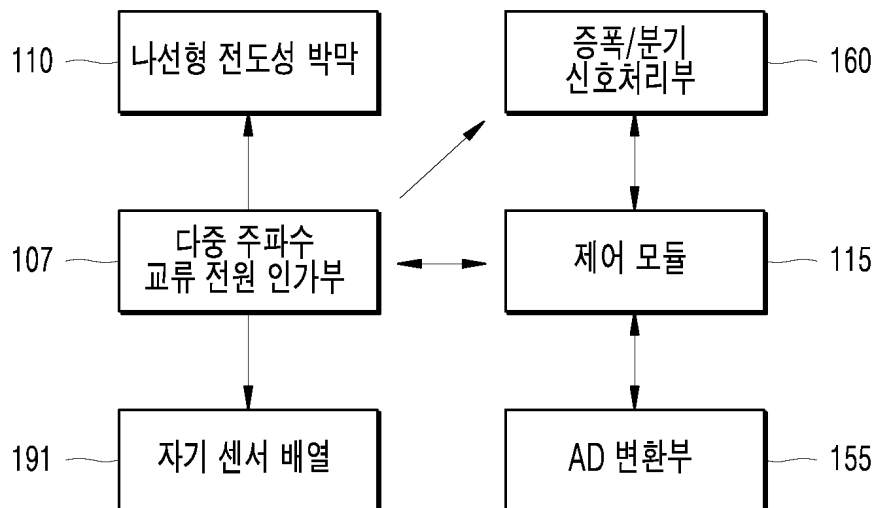 110
나선형 전도성 박막
증폭/분기
신호처리부
160
107
다중 주파수
교류 전원 인가부
제어 모듈
115
191
자기 센서 배열
AD 변환부
155